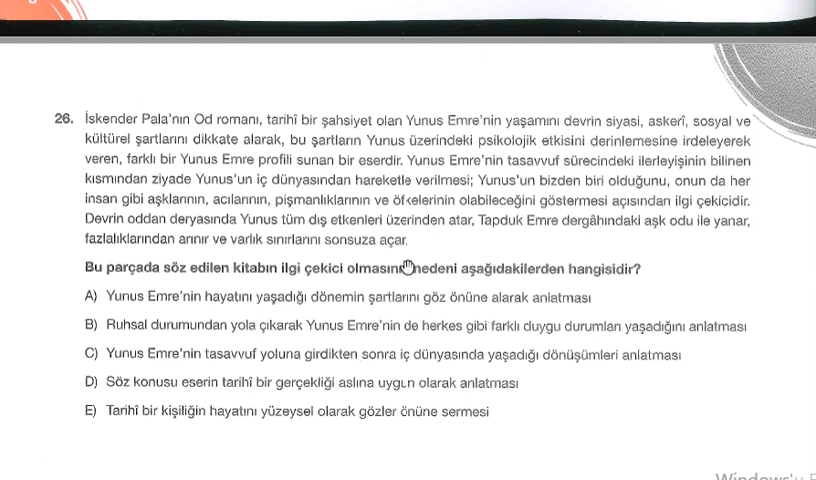 26. İskender Pala'nın Od romanı, tarihî bir şahsiyet olan Yunus Emre'nin yaşamını devrin siyasi, askerî, sosyal ve
kültürel şartlarını dikkate alarak, bu şartların Yunus üzerindeki psikolojik etkisini derinlemesine irdeleyerek
veren, farklı bir Yunus Emre profili sunan bir eserdir. Yunus Emre'nin tasavvuf sürecindeki ilerleyişinin bilinen
kısmından ziyade Yunus'un iç dünyasından hareketle verilmesi; Yunus'un bizden biri olduğunu, onun da her
insan gibi aşklarının, acılarının, pişmanlıklarının ve öfkelerinin olabileceğini göstermesi açısından ilgi çekicidir.
Devrin oddan deryasında Yunus tüm dış etkenleri üzerinden atar, Tapduk Emre dergâhındaki aşk odu ile yanar,
fazlalıklarından arınır ve varlık sınırlarını sonsuza açar.
Bu parçada söz edilen kitabın ilgi çekici olmasının nedeni aşağıdakilerden hangisidir?
A) Yunus Emre'nin hayatını yaşadığı dönemin şartlarını göz önüne alarak anlatması
B) Ruhsal durumundan yola çıkarak Yunus Emre'nin de herkes gibi farklı duygu durumları yaşadığını anlatması
C) Yunus Emre'nin tasavvuf yoluna girdikten sonra iç dünyasında yaşadığı dönüşümleri anlatması
D) Söz konusu eserin tarihî bir gerçekliği aslına uygun olarak anlatması
E) Tarihî bir kişiliğin hayatını yüzeysel olarak gözler önüne sermesi